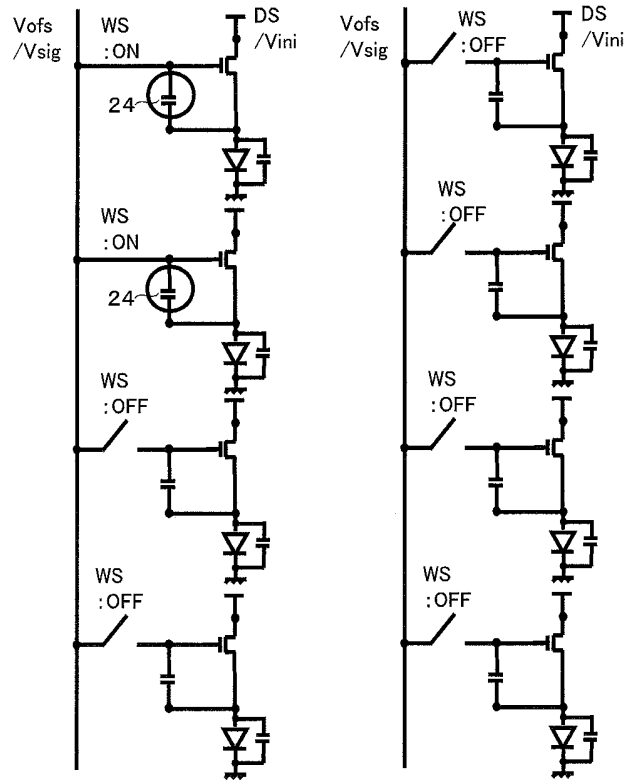 Vofs
/Vsig
WS
:ON
DS
/Vini
24
WS
:ON
24
WS
:OFF
WS
:OFF
Vofs
/Vsig
WS
:OFF
DS
/Vini
WS
:OFF
WS
:OFF
WS
:OFF